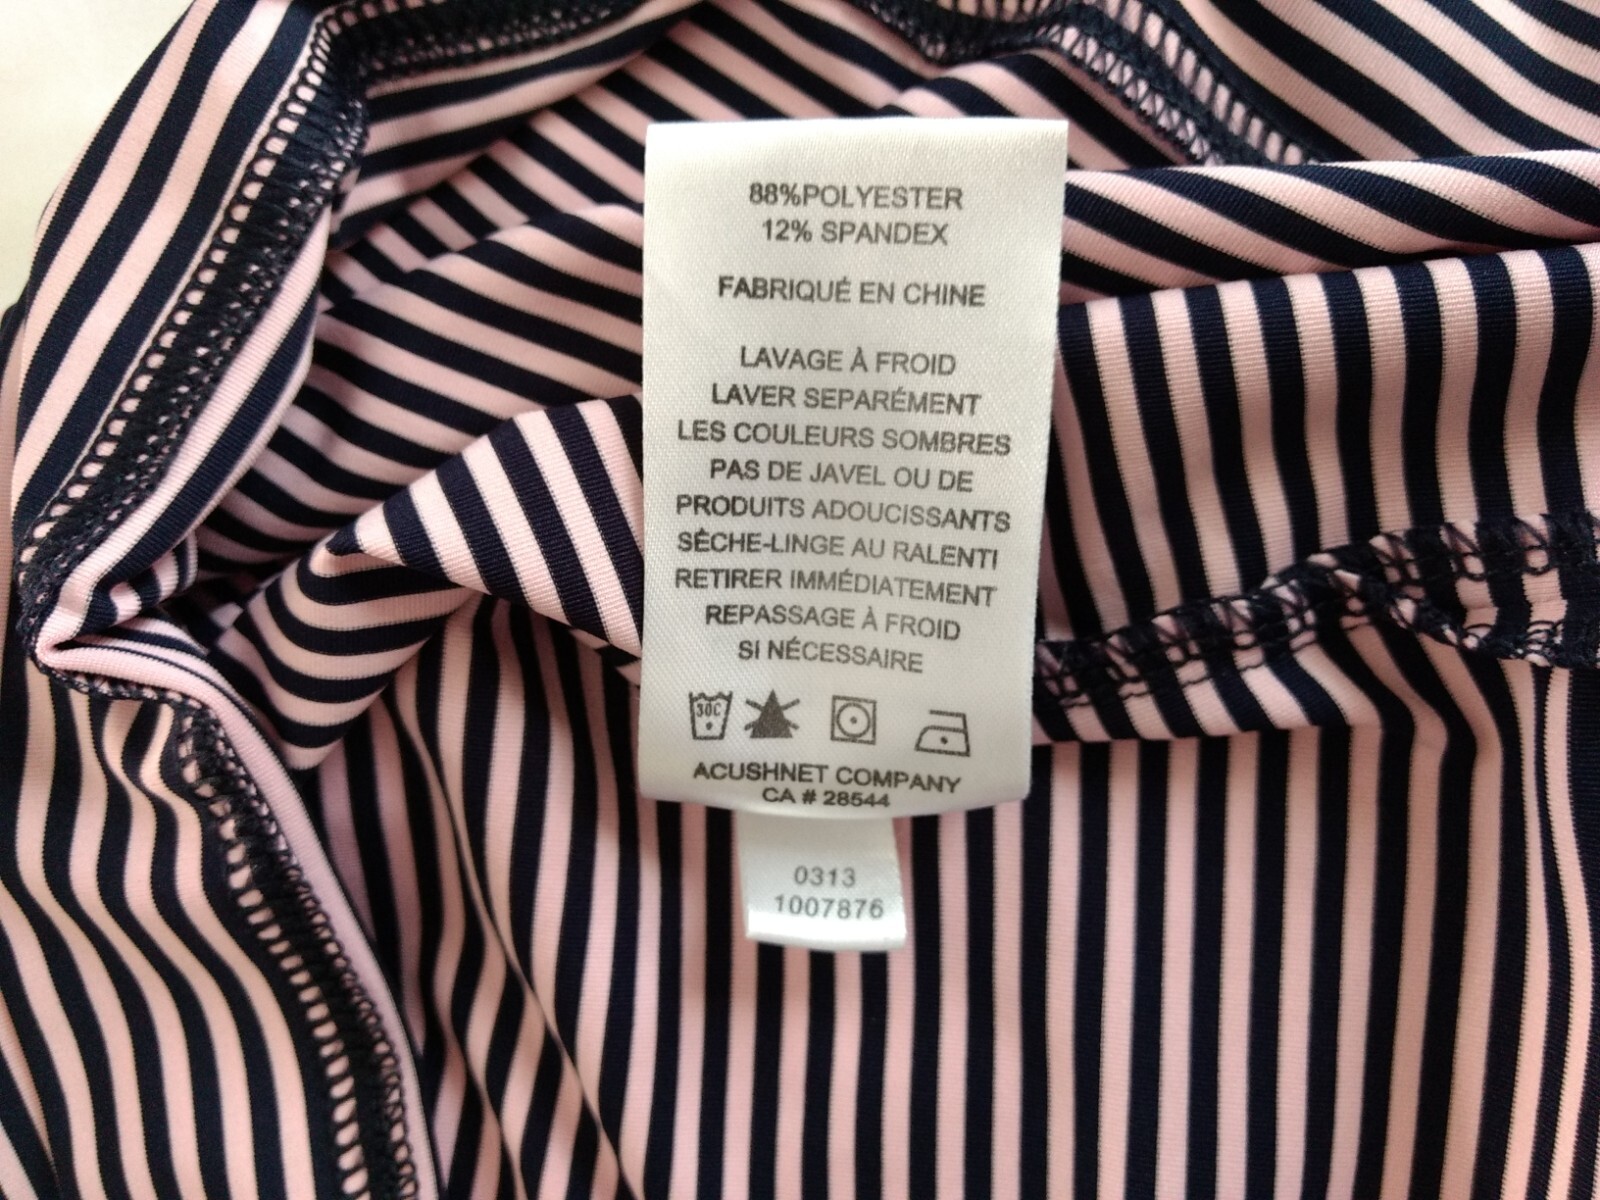 88%POLYESTER
12% SPANDEX
FABRIQUÉ EN CHINE
LAVAGE À FROID
LAVER SEPARÉMENT
LES COULEURS SOMBRES
PAS DE JAVEL OU DE
PRODUITS ADOUCISSANTS
SÈCHE-LINGE AU RALENTI
RETIRER IMMÉDIATEMENT
REPASSAGE À FROID
SI NÉCESSAIRE
30C
ACUSHNET COMPANY
CA # 28544
0313
1007876